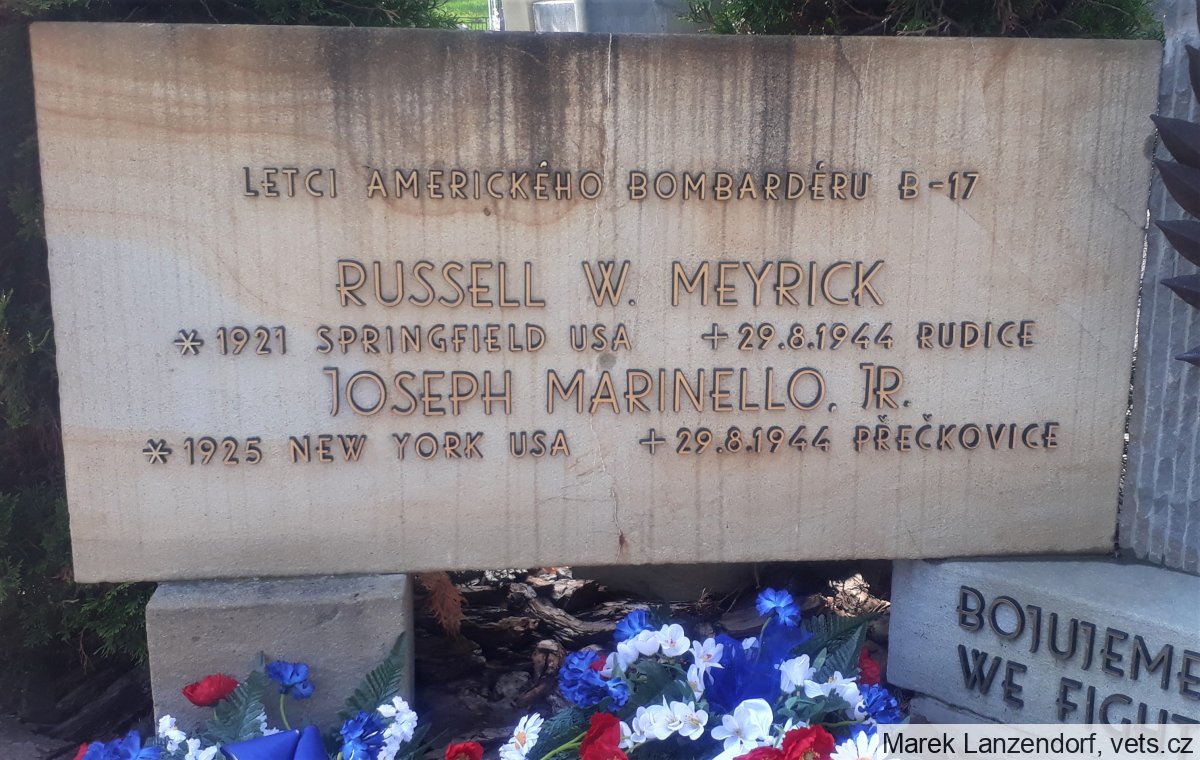 LETCI AMERICKÉHO BOMBARDÉRU B-17
RUSSELL W. MEYRICK
* 1921 SPRINGFIELD USA + 29.8.1944 RUDICE
JOSEPH MARINELLO, JR.
* 1925 NEW YORK USA + 29.8.1944 PŘEČKOVICE
BOJUJEME
WE FIGHT
Marek Lanzendorf, vets.cz